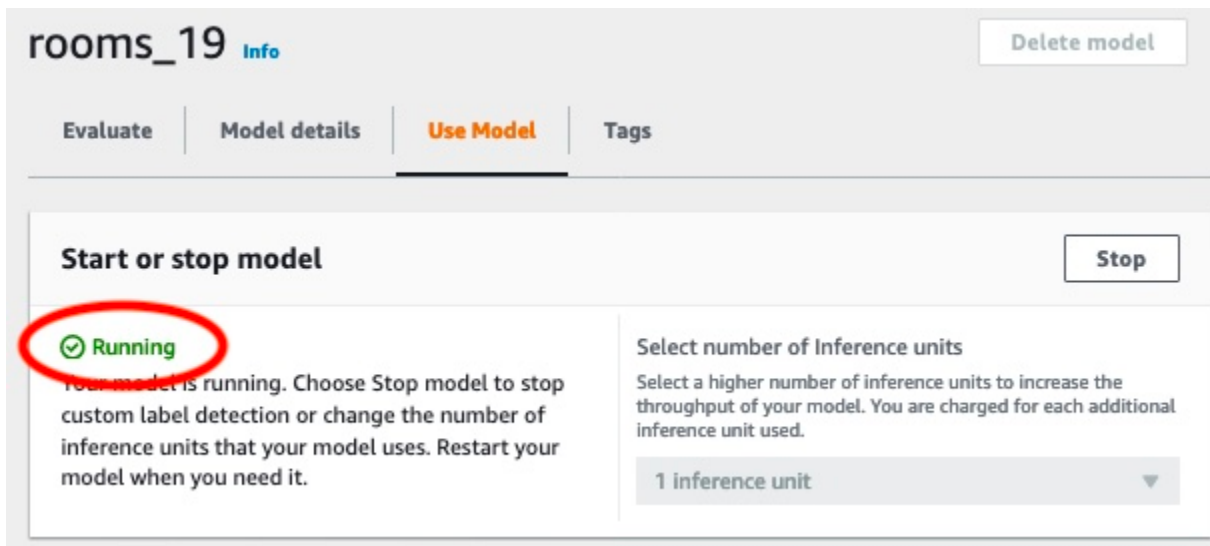 rooms_19 Info
Delete model
Evaluate
Model details
Use Model
Tags
Start or stop model
Stop
Running
Your model is running. Choose Stop model to stop
custom label detection or change the number of
inference units that your model uses. Restart your
model when you need it.
Select number of Inference units
Select a higher number of inference units to increase the
throughput of your model. You are charged for each additional
inference unit used.
1 inference unit